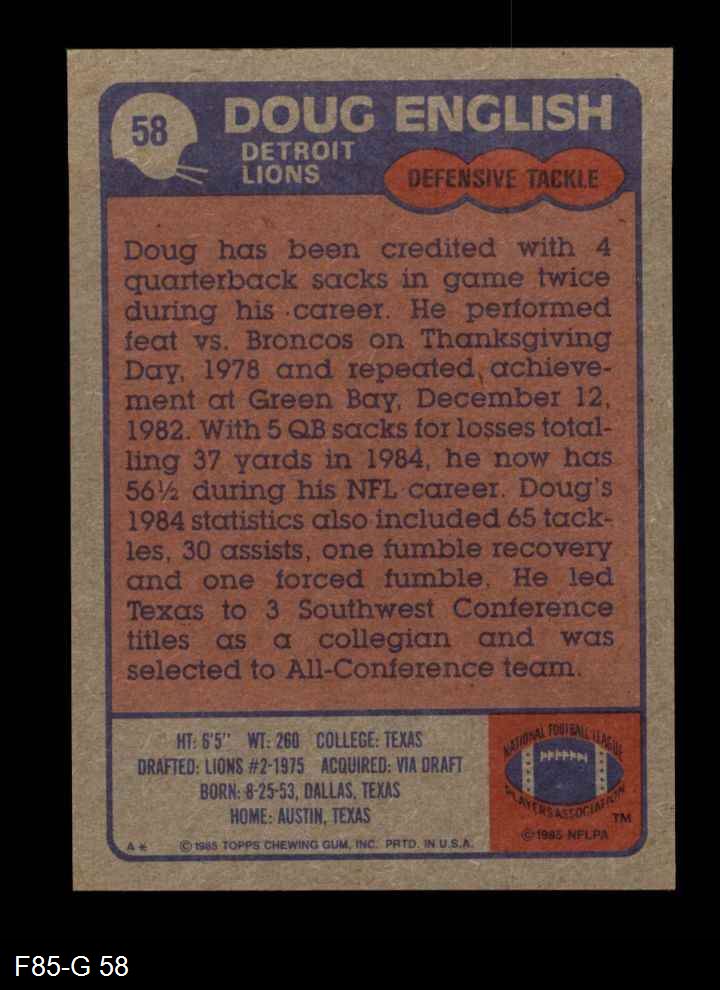 58
DOUG ENGLISH
DETROIT
LIONS
DEFENSIVE TACKLE
Doug has been credited with 4
quarterback sacks in game twice
during his career. He performed
feat vs. Broncos on Thanksgiving
Day, 1978 and repeated achieve-
ment at Green Bay, December 12,
1982. With 5 QB sacks for losses total-
ling 37 yards in 1984, he now has
56½ during his NFL career. Doug's
1984 statistics also included 65 tack-
les, 30 assists, one fumble recovery
and one forced fumble. He led
Texas to 3 Southwest Conference
titles as a collegian and was
selected to All-Conference team.
HT: 6'5" WT: 260 COLLEGE: TEXAS
DRAFTED: LIONS #2-1975 ACQUIRED: VIA DRAFT
BORN: 8-25-53, DALLAS, TEXAS
HOME: AUSTIN, TEXAS
A* © 1985 TOPPS CHEWING GUM, INC. PRTD. IN U.S.A.
NATIONAL FOOTBALL LEAGUE
PLAYERS ASSOCIATION
TM
© 1985 NFLPA
F85-G 58